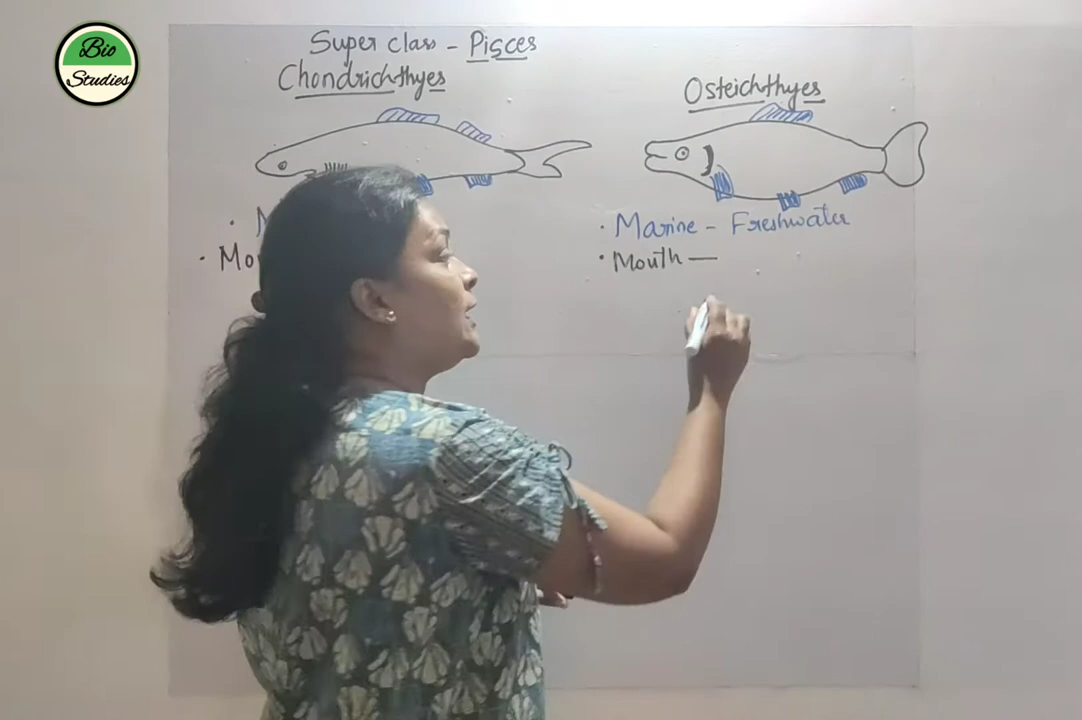 Bio
Studies
Super class - Pisces
Chondrichthyes
Osteichthyes
· Marine - Freshwater
· Mouth —